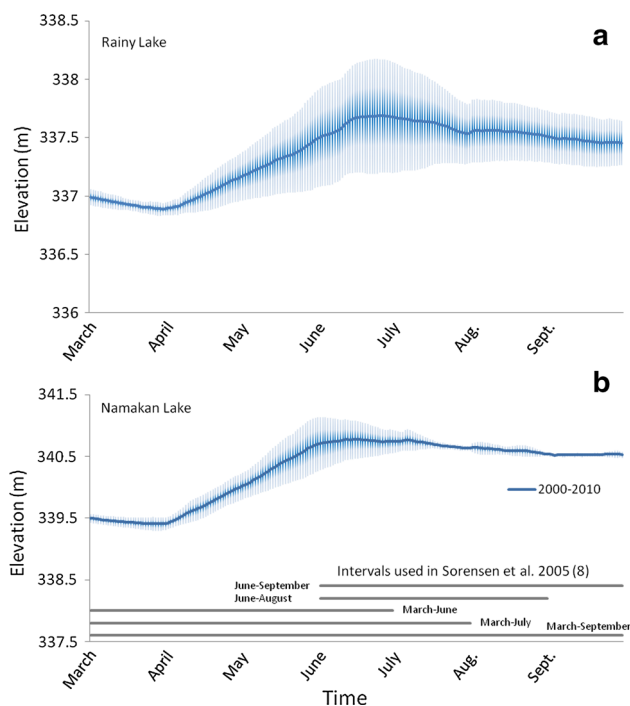 338.5
Rainy Lake
a
338
337.5
337
336.5
336
Elevation (m)
March
April
May
June
July
Aug.
Sept.
b
341.5
Namakan Lake
340.5
2000-2010
339.5
Elevation (m)
338.5
Intervals used in Sorensen et al. 2005 (8)
June-September
June-August
March-June
March-July
March-September
337.5
March
April
May
June
July
Aug.
Sept.
Time